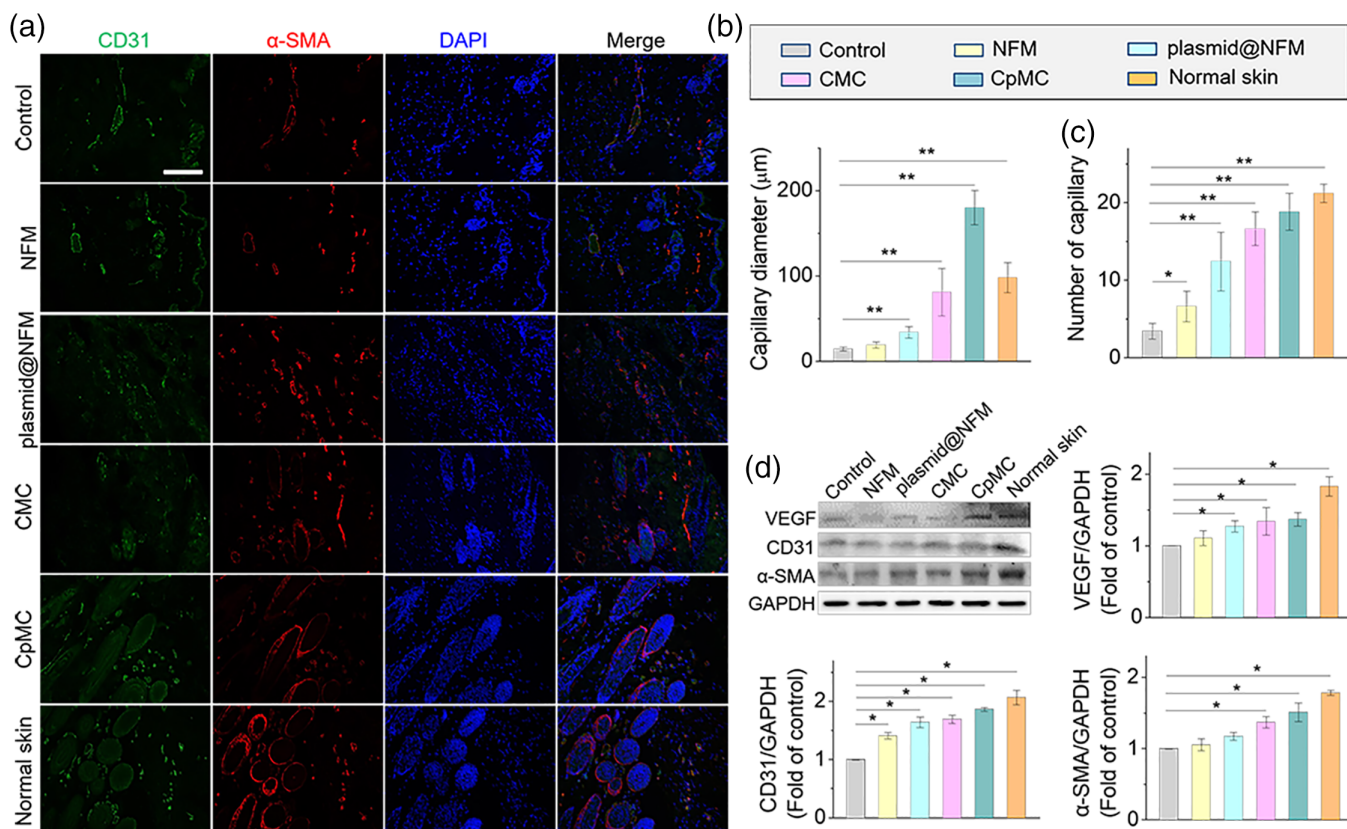 (a)
CD31 α-SMA DAPI Merge
Control
NFM
plasmid@NFM
CMC
CpMC
Normal skin
(b)
Control NFM plasmid@NFM
CMC CpMC Normal skin
Capillary diameter (μm)
200
100
0
** ** ** **
(c)
Number of capillary
20
10
0
* ** ** ** **
(d)
Control NFM plasmid@NFM CMC CpMC Normal skin
VEGF
CD31
α-SMA
GAPDH
VEGF/GAPDH
(Fold of control)
2
1
0
* * * *
CD31/GAPDH
(Fold of control)
2
1
0
* * * * *
α-SMA/GAPDH
(Fold of control)
2
1
0
* * *